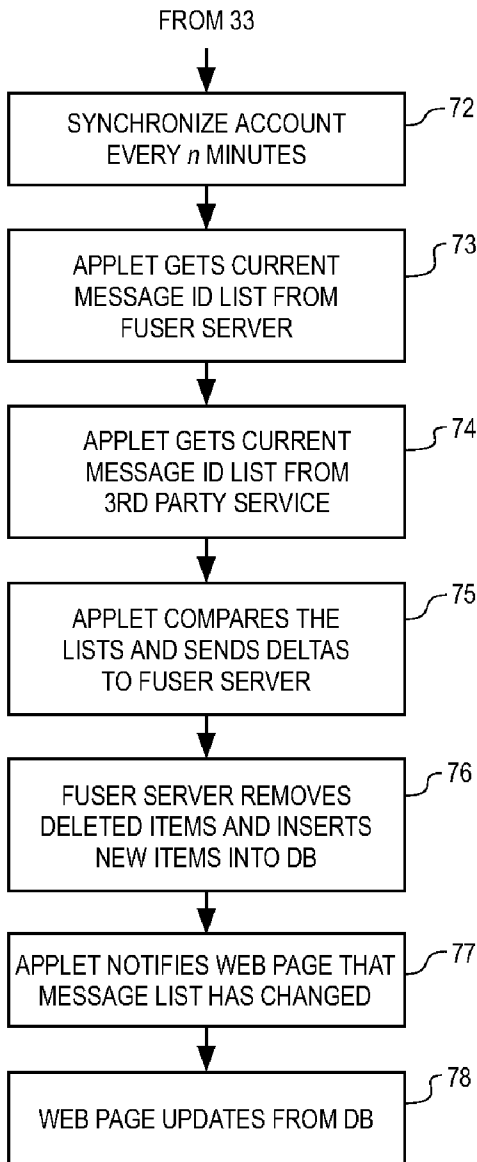 FROM 33
SYNCHRONIZE ACCOUNT
EVERY n MINUTES
72
APPLET GETS CURRENT
MESSAGE ID LIST FROM
FUSER SERVER
73
APPLET GETS CURRENT
MESSAGE ID LIST FROM
3RD PARTY SERVICE
74
APPLET COMPARES THE
LISTS AND SENDS DELTAS
TO FUSER SERVER
75
FUSER SERVER REMOVES
DELETED ITEMS AND INSERTS
NEW ITEMS INTO DB
76
APPLET NOTIFIES WEB PAGE THAT
MESSAGE LIST HAS CHANGED
77
WEB PAGE UPDATES FROM DB
78